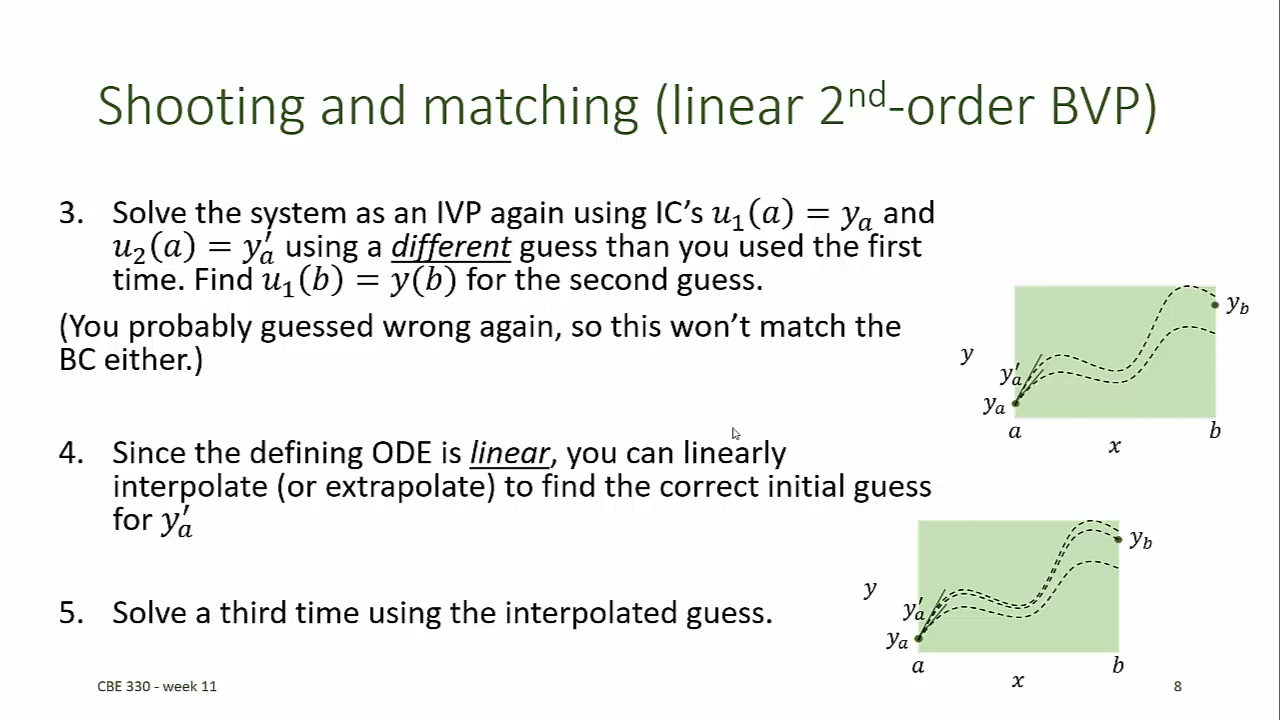 Shooting and matching (linear 2nd-order BVP)
3. Solve the system as an IVP again using IC's u₁(a) = yₐ and
u₂(a) = y′ₐ using a different guess than you used the first
time. Find u₁(b) = y(b) for the second guess.
(You probably guessed wrong again, so this won't match the
BC either.)
y
y′ₐ
yₐ
y_b
a
b
x
4. Since the defining ODE is linear, you can linearly
interpolate (or extrapolate) to find the correct initial guess
for y′ₐ
5. Solve a third time using the interpolated guess.
y
y′ₐ
yₐ
y_b
a
b
x
CBE 330 - week 11
8